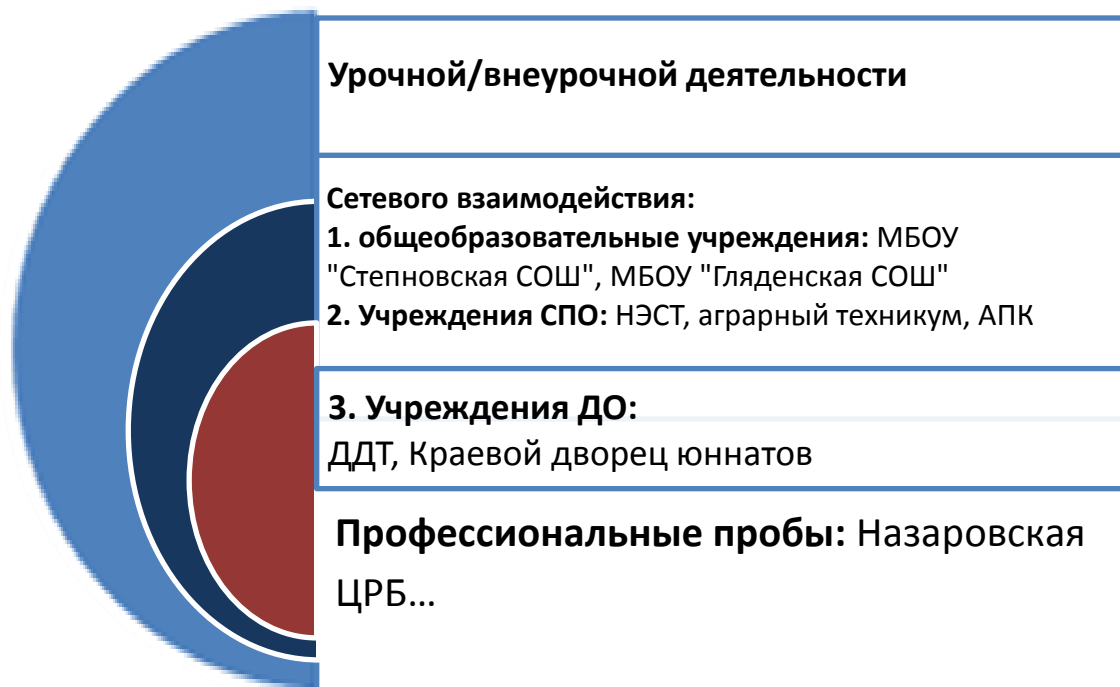 Урочной/внеурочной деятельности
Сетевого взаимодействия:
1. общеобразовательные учреждения: МБОУ
"Степновская СОШ", МБОУ "Гляденская СОШ"
2. Учреждения СПО: НЭСТ, аграрный техникум, АПК
3. Учреждения ДО:
ДДТ, Краевой дворец юннатов
Профессиональные пробы: Назаровская
ЦРБ...